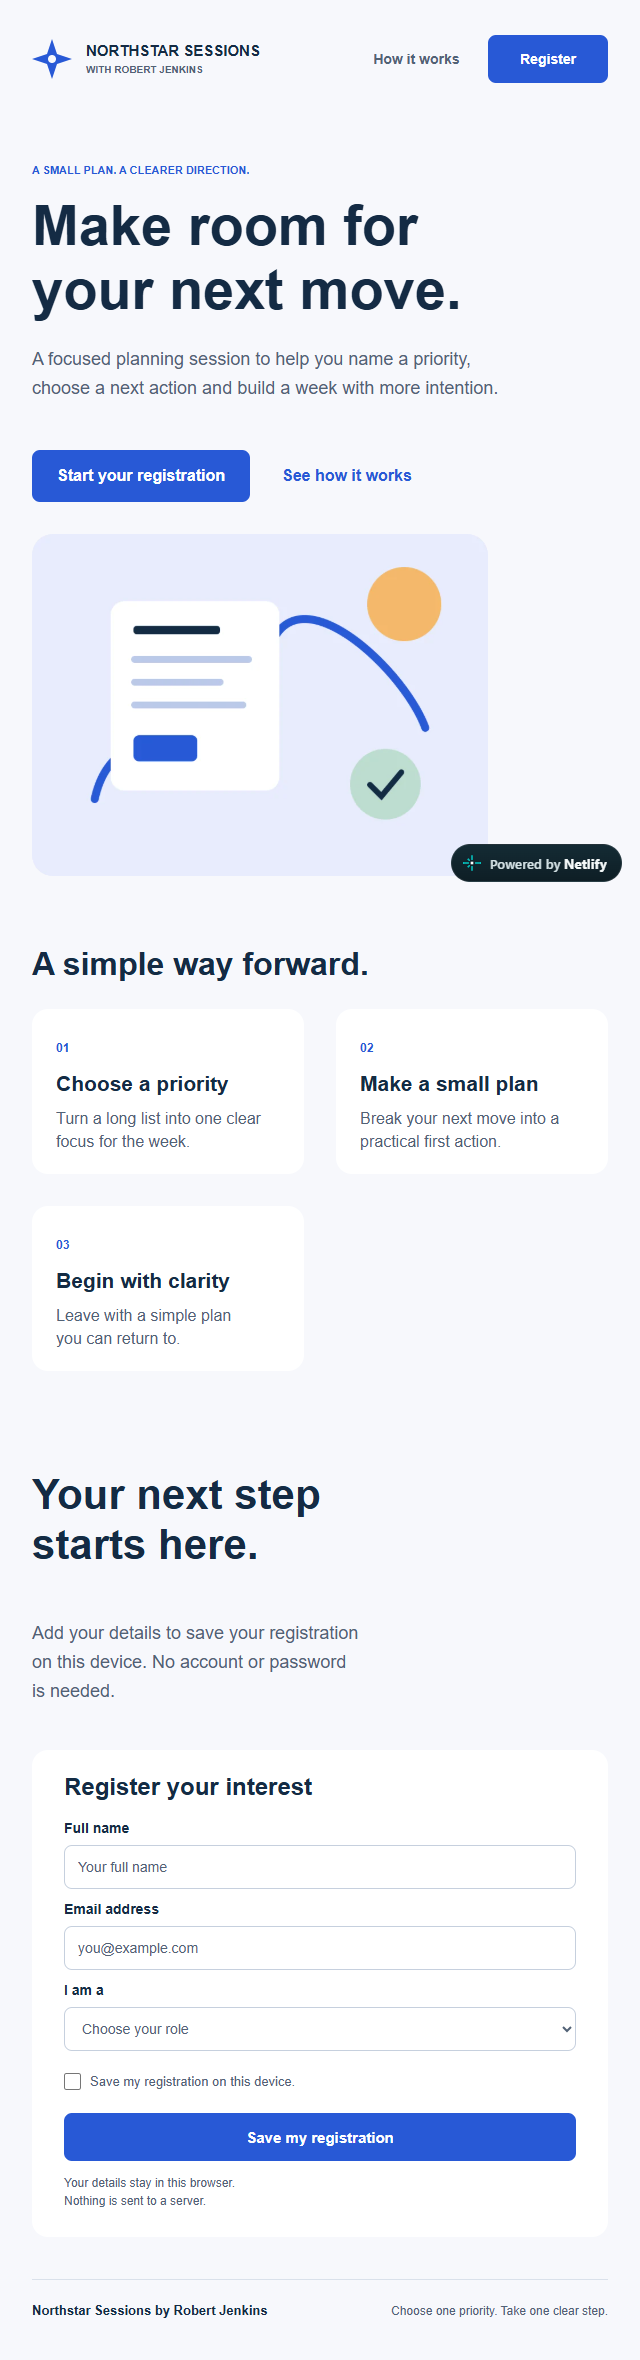 NORTHSTAR SESSIONS
WITH ROBERT JENKINS
How it works
Register
A SMALL PLAN. A CLEARER DIRECTION.
Make room for
your next move.
A focused planning session to help you name a priority,
choose a next action and build a week with more intention.
Start your registration
See how it works
Powered by Netlify
A simple way forward.
01
Choose a priority
Turn a long list into one clear
focus for the week.
02
Make a small plan
Break your next move into a
practical first action.
03
Begin with clarity
Leave with a simple plan
you can return to.
Your next step
starts here.
Add your details to save your registration
on this device. No account or password
is needed.
Register your interest
Full name
Your full name
Email address
you@example.com
I am a
Choose your role
Save my registration on this device.
Save my registration
Your details stay in this browser.
Nothing is sent to a server.
Northstar Sessions by Robert Jenkins
Choose one priority. Take one clear step.